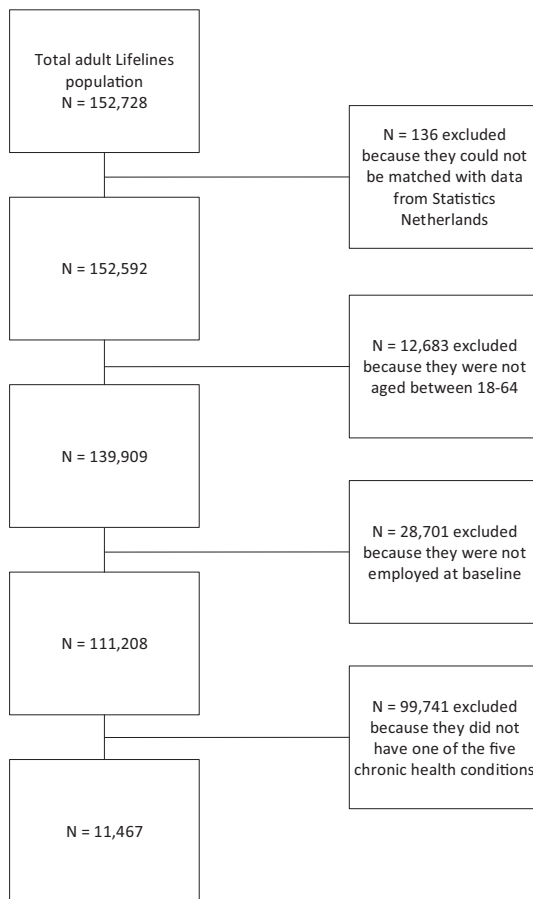 Total adult Lifelines
population
N = 152,728
N = 136 excluded
because they could not
be matched with data
from Statistics
Netherlands
N = 152,592
N = 12,683 excluded
because they were not
aged between 18-64
N = 139,909
N = 28,701 excluded
because they were not
employed at baseline
N = 111,208
N = 99,741 excluded
because they did not
have one of the five
chronic health conditions
N = 11,467